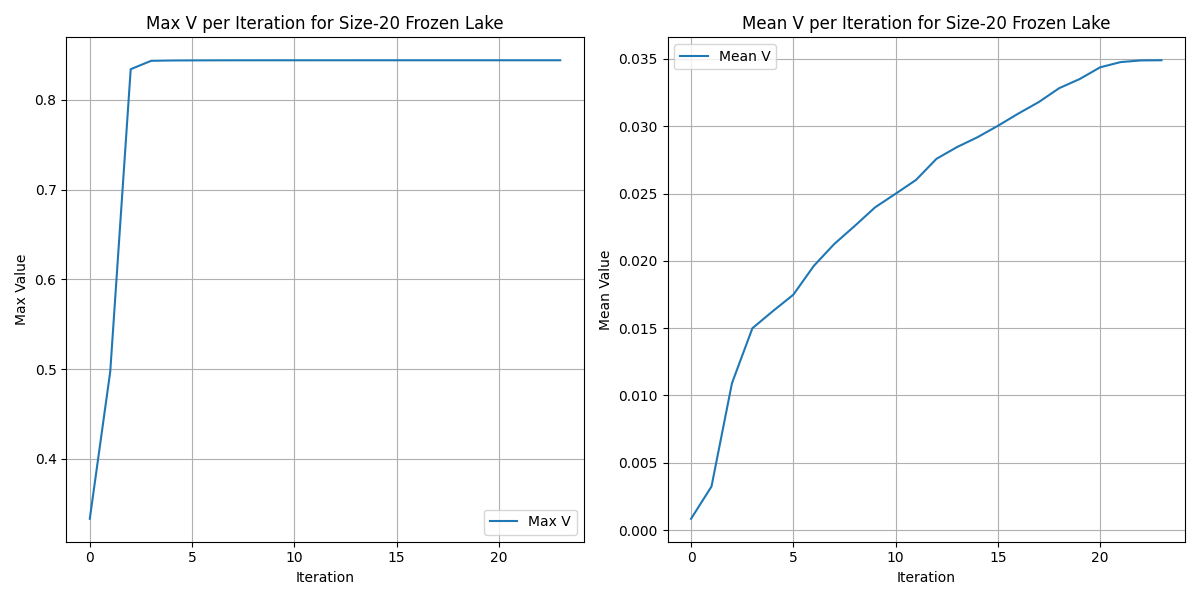 Max V per Iteration for Size-20 Frozen Lake
Max Value
0.8
0.7
0.6
0.5
0.4
Max V
0 5 10 15 20
Iteration
Mean V per Iteration for Size-20 Frozen Lake
Mean Value
0.035
0.030
0.025
0.020
0.015
0.010
0.005
0.000
Mean V
0 5 10 15 20
Iteration